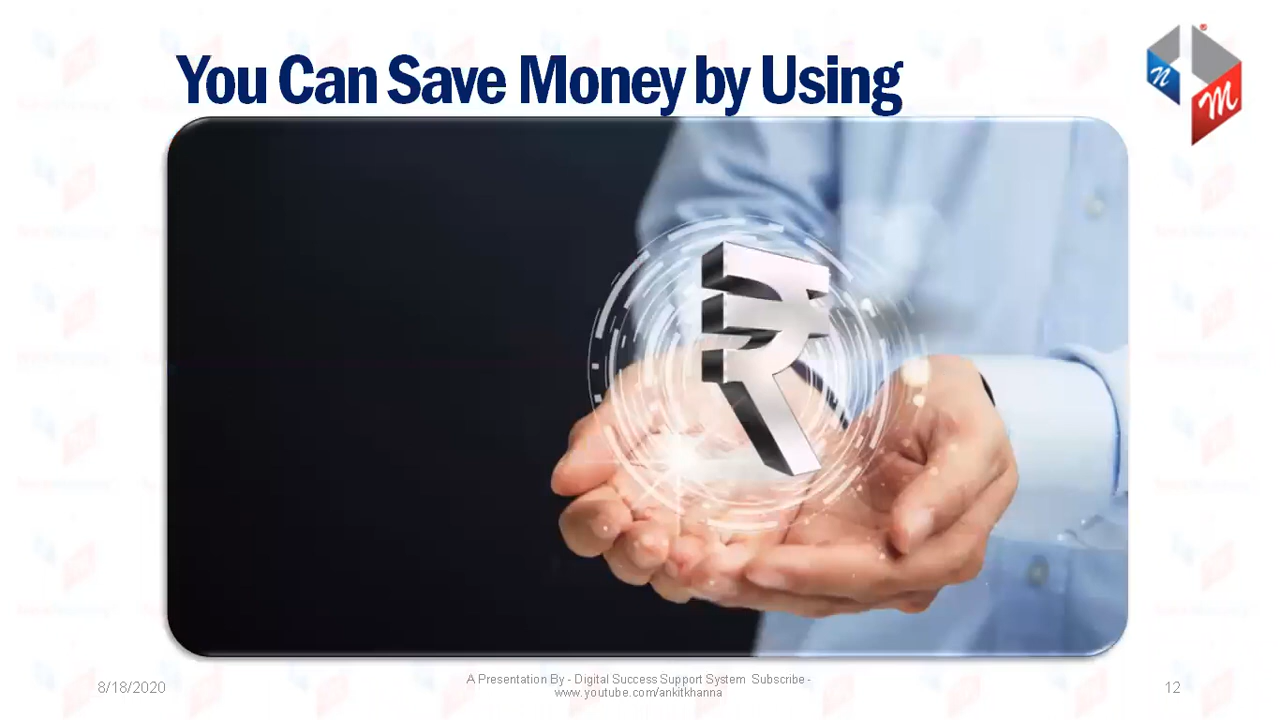 You Can Save Money by Using
n
M
₹
8/18/2020
A Presentation By - Digital Success Support System Subscribe -
www.youtube.com/ankitkhanna
12